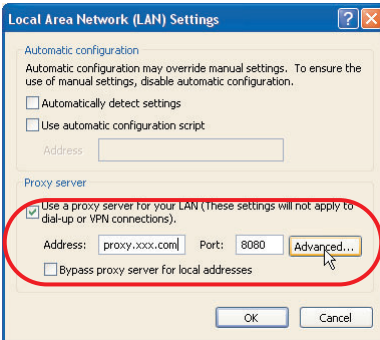 Local Area Network (LAN) Settings
Automatic configuration
Automatic configuration may override manual settings. To ensure the
use of manual settings, disable automatic configuration.
Automatically detect settings
Use automatic configuration script
Address
Proxy server
Use a proxy server for your LAN (These settings will not apply to
dial-up or VPN connections).
Address: proxy.xxx.com Port: 8080 Advanced...
Bypass proxy server for local addresses
OK Cancel